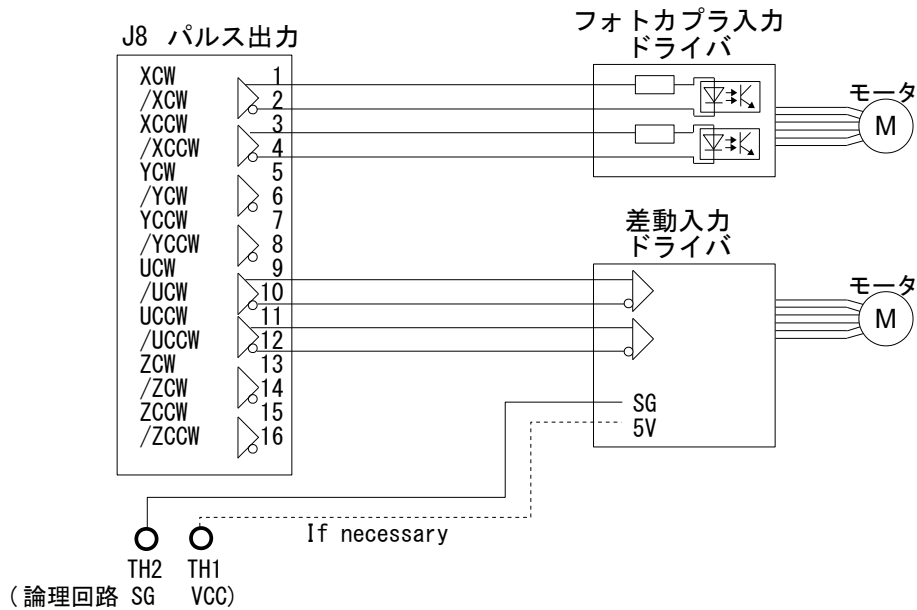 J8 パルス出力
XCW 1
/XCW 2
XCCW 3
/XCCW 4
YCW 5
/YCW 6
YCCW 7
/YCCW 8
UCW 9
/UCW 10
UCCW 11
/UCCW 12
ZCW 13
/ZCW 14
ZCCW 15
/ZCCW 16
フォトカプラ入力
ドライバ
モータ
M
差動入力
ドライバ
モータ
M
SG
5V
If necessary
TH2 TH1
(論理回路 SG VCC)